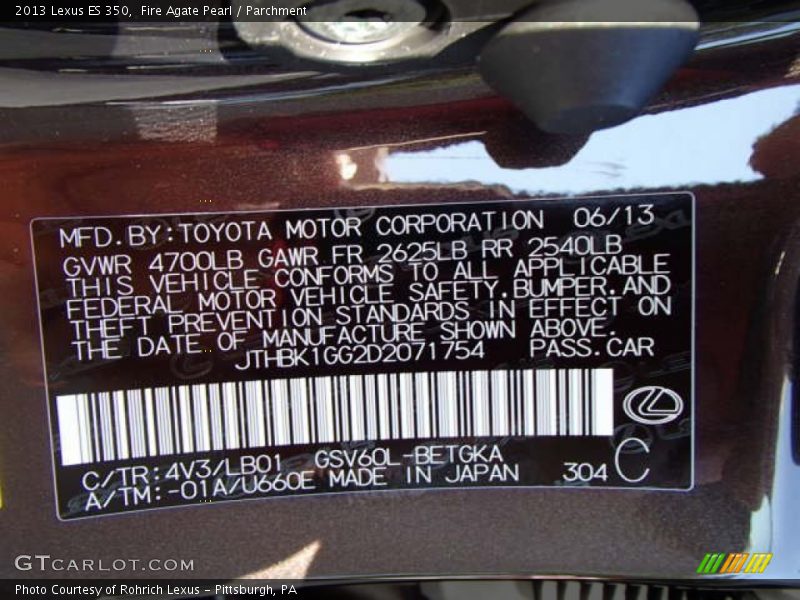 2013 Lexus ES 350,  Fire Agate Pearl / Parchment
MFD.BY:TOYOTA MOTOR CORPORATION 06/13
GVWR 4700LB GAWR FR 2625LB RR 2540LB
THIS VEHICLE CONFORMS TO ALL APPLICABLE
FEDERAL MOTOR VEHICLE SAFETY,BUMPER,AND
THEFT PREVENTION STANDARDS IN EFFECT ON
THE DATE OF MANUFACTURE SHOWN ABOVE.
JTHBK1GG2D2071754 PASS.CAR
C/TR:4V3/LB01 GSV60L-BETGKA
A/TM:-01A/U660E MADE IN JAPAN 304 C
GTCARLOT.COM
Photo Courtesy of Rohrich Lexus - Pittsburgh, PA